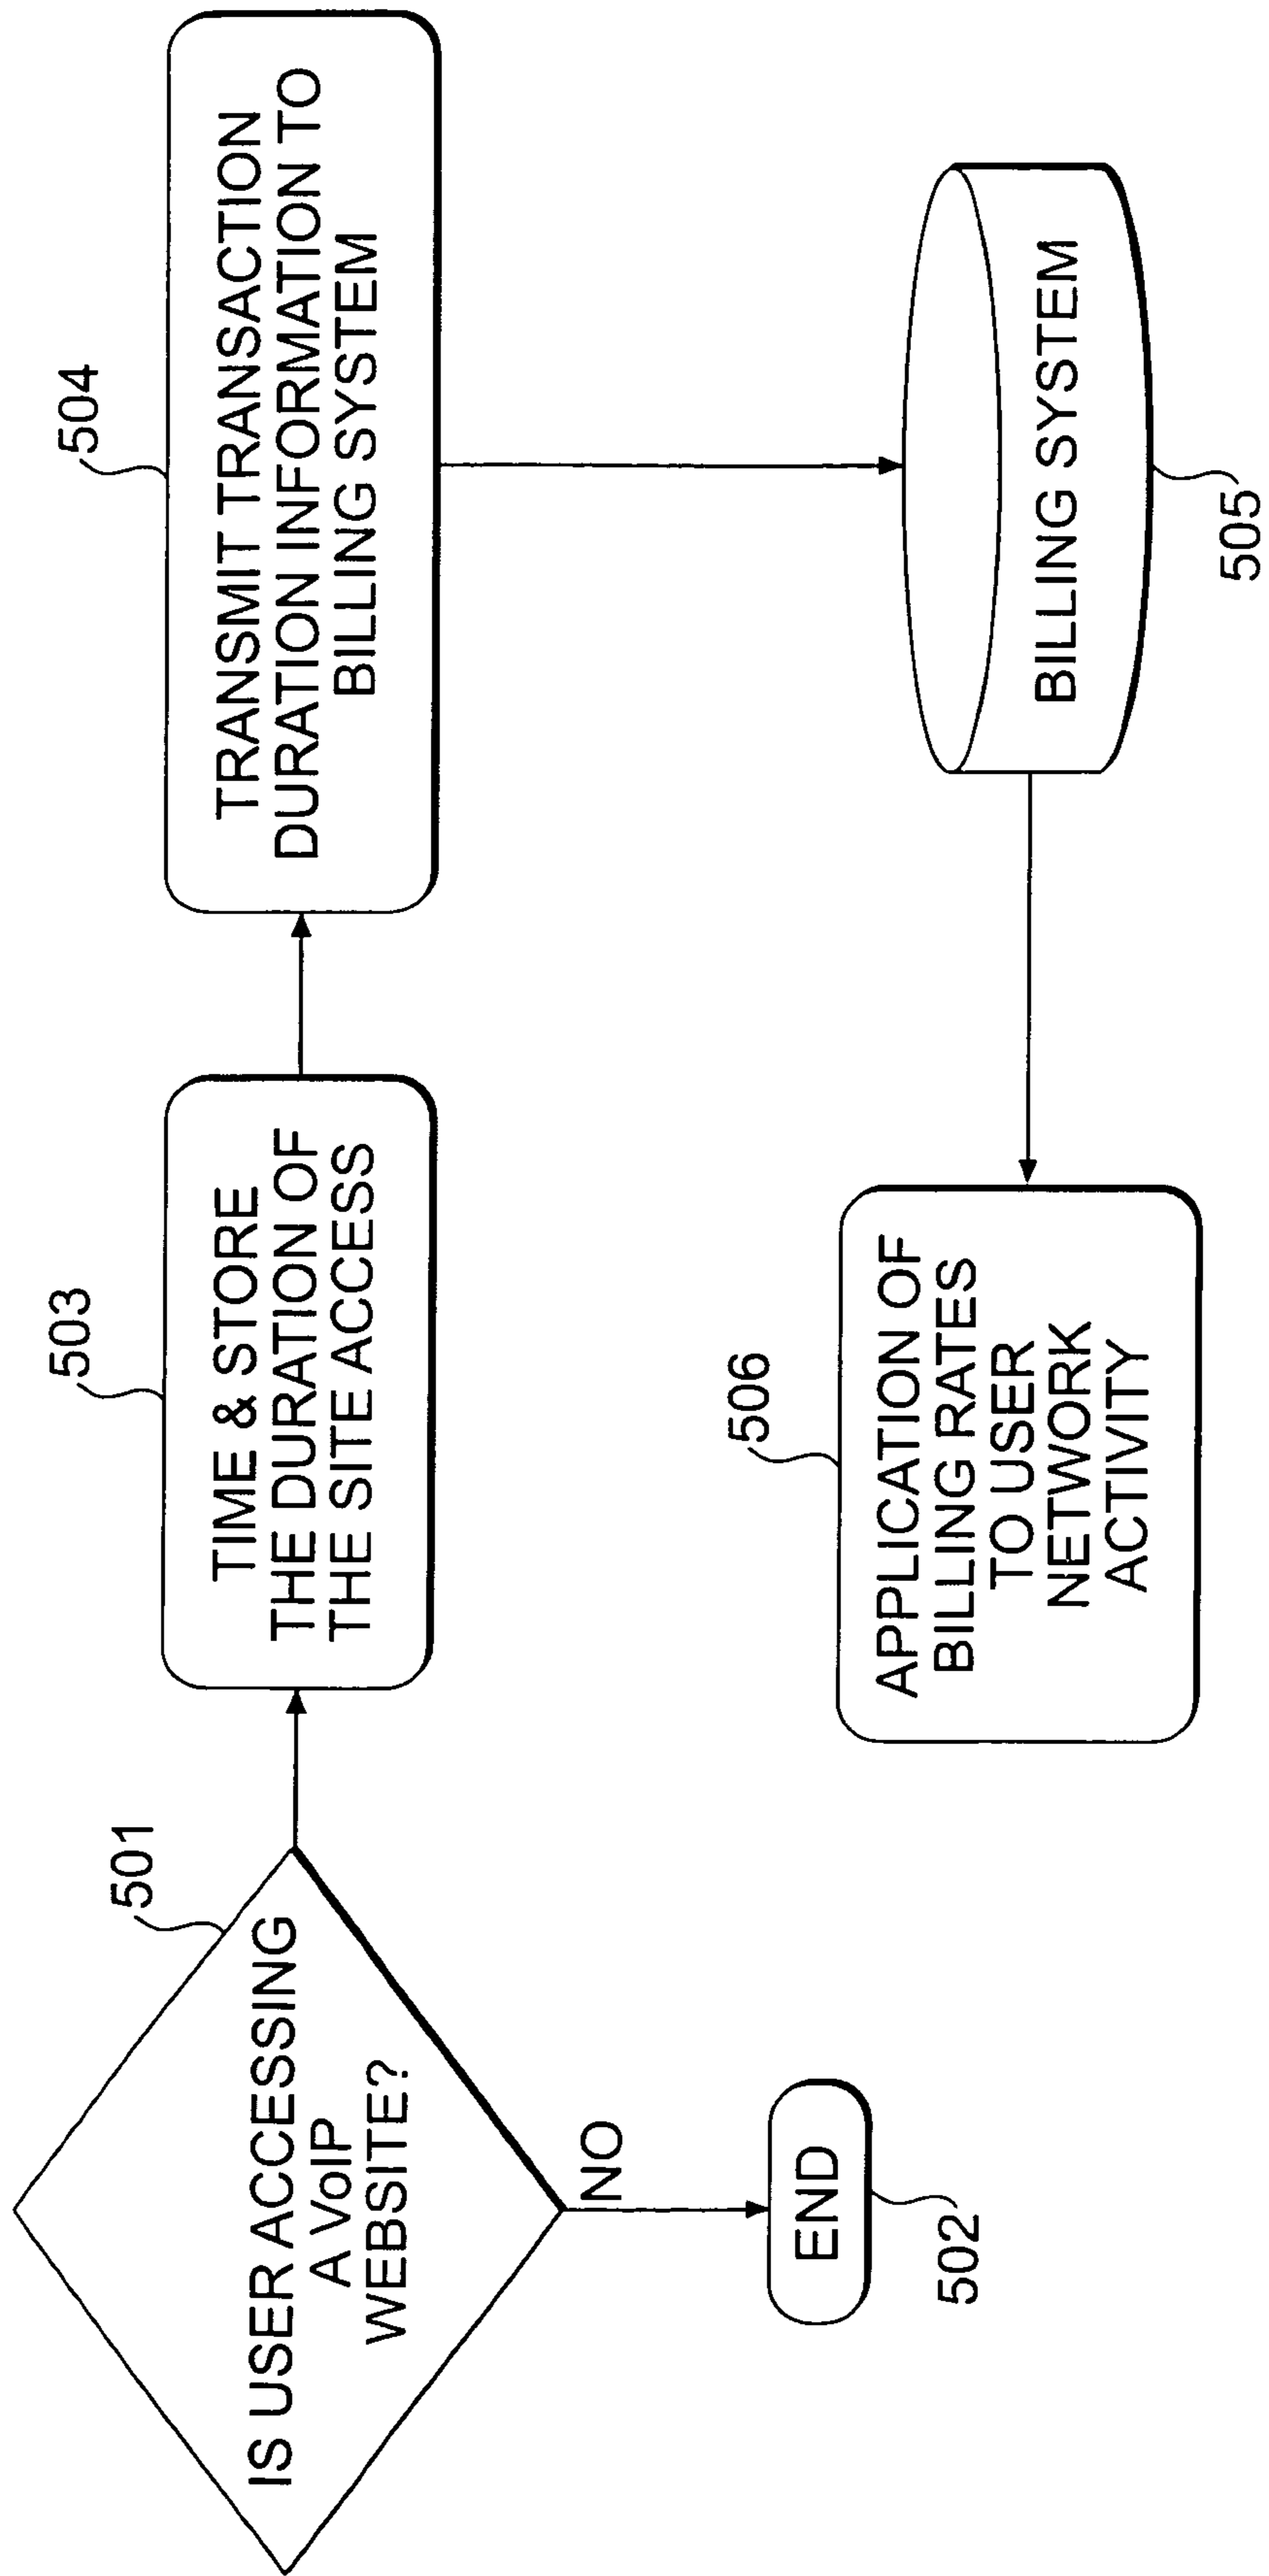 501
IS USER ACCESSING
A VoIP
WEBSITE?
NO
END
502
503
TIME & STORE
THE DURATION OF
THE SITE ACCESS
504
TRANSMIT TRANSACTION
DURATION INFORMATION TO
BILLING SYSTEM
BILLING SYSTEM
505
506
APPLICATION OF
BILLING RATES
TO USER
NETWORK
ACTIVITY